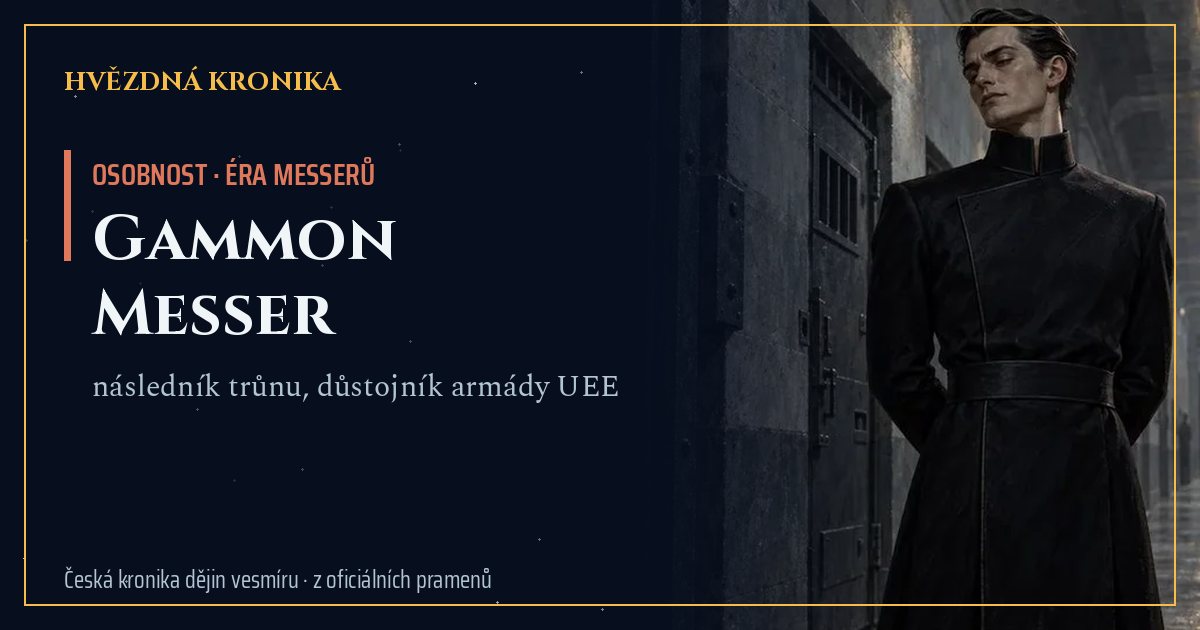 HVĚZDNÁ KRONIKA
OSOBNOST · ÉRA MESSERŮ
GAMMON
MESSER
následník trůnu, důstojník armády UEE
Česká kronika dějin vesmíru · z oficiálních pramenů